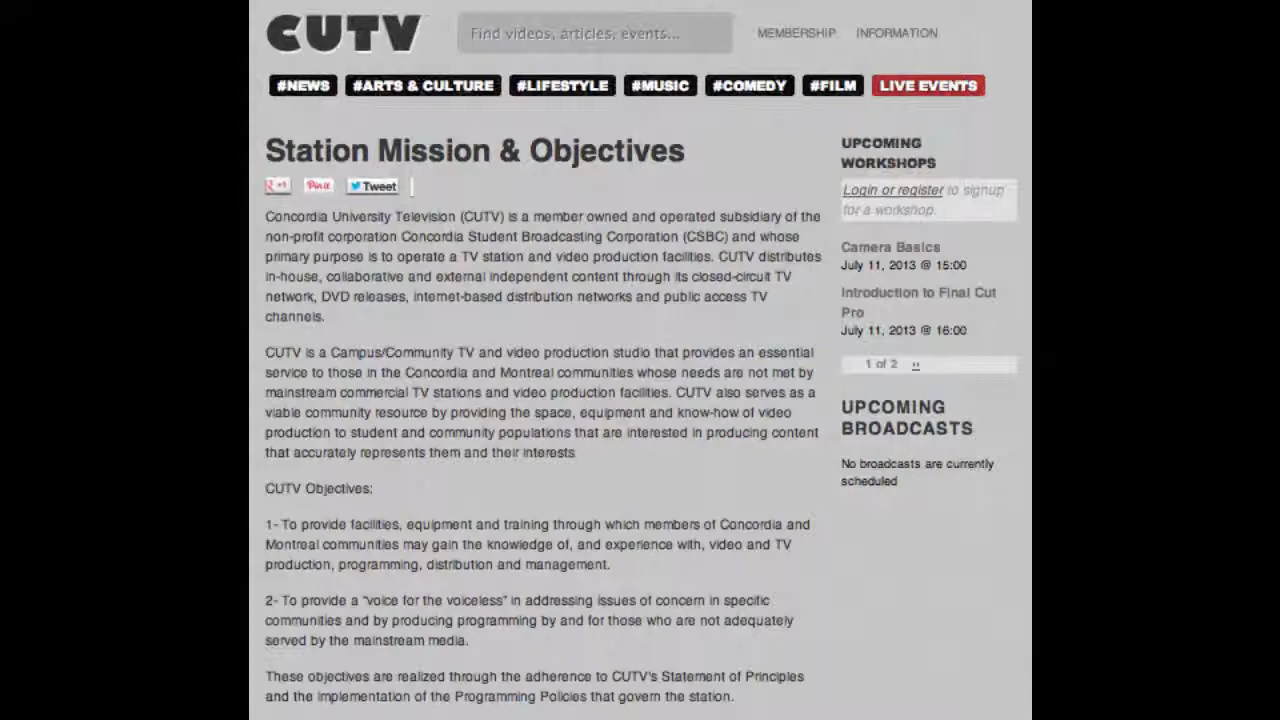 CUTV
Find videos, articles, events...
MEMBERSHIP INFORMATION
#NEWS #ARTS & CULTURE #LIFESTYLE #MUSIC #COMEDY #FILM LIVE EVENTS
Station Mission & Objectives
+1 Pin it Tweet
Concordia University Television (CUTV) is a member owned and operated subsidiary of the
non-profit corporation Concordia Student Broadcasting Corporation (CSBC) and whose
primary purpose is to operate a TV station and video production facilities. CUTV distributes
in-house, collaborative and external independent content through its closed-circuit TV
network, DVD releases, internet-based distribution networks and public access TV
channels.
CUTV is a Campus/Community TV and video production studio that provides an essential
service to those in the Concordia and Montreal communities whose needs are not met by
mainstream commercial TV stations and video production facilities. CUTV also serves as a
viable community resource by providing the space, equipment and know-how of video
production to student and community populations that are interested in producing content
that accurately represents them and their interests
CUTV Objectives:
1- To provide facilities, equipment and training through which members of Concordia and
Montreal communities may gain the knowledge of, and experience with, video and TV
production, programming, distribution and management.
2- To provide a "voice for the voiceless" in addressing issues of concern in specific
communities and by producing programming by and for those who are not adequately
served by the mainstream media.
These objectives are realized through the adherence to CUTV's Statement of Principles
and the implementation of the Programming Policies that govern the station.
UPCOMING
WORKSHOPS
Login or register to signup
for a workshop.
Camera Basics
July 11, 2013 @ 15:00
Introduction to Final Cut
Pro
July 11, 2013 @ 16:00
1 of 2 ››
UPCOMING
BROADCASTS
No broadcasts are currently
scheduled